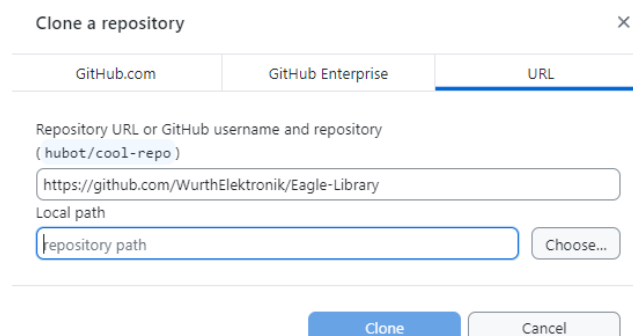 Clone a repository
GitHub.com
GitHub Enterprise
URL
Repository URL or GitHub username and repository
( hubot/cool-repo )
https://github.com/WurthElektronik/Eagle-Library
Local path
repository path
Choose...
Clone
Cancel